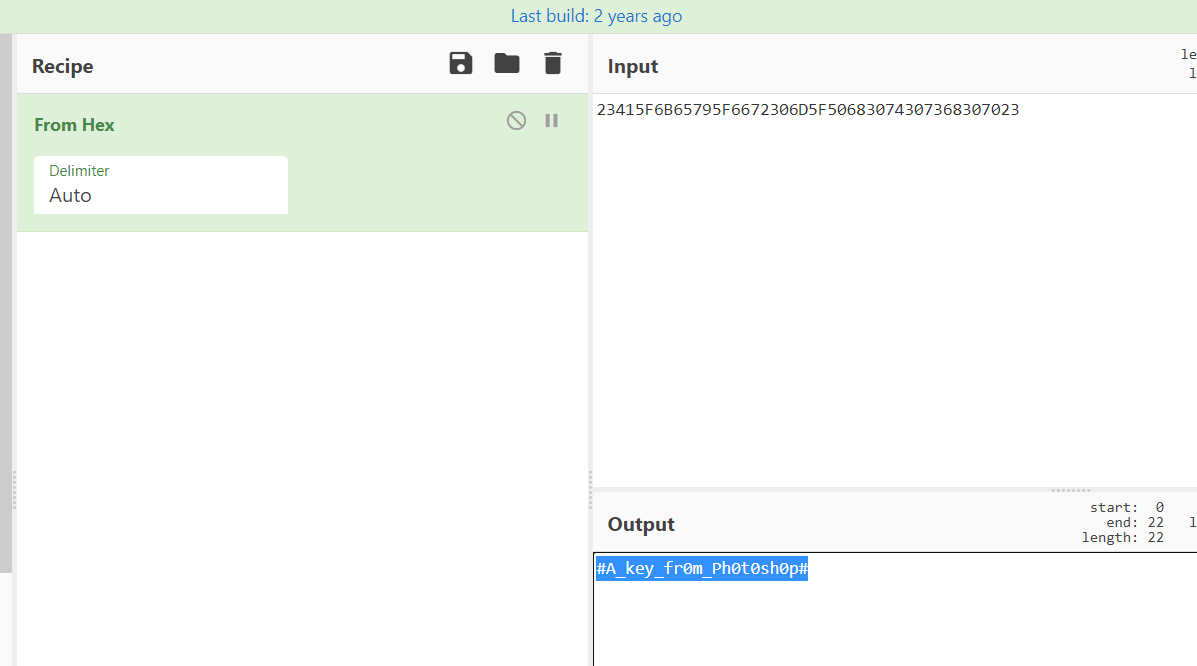 Last build: 2 years ago
Recipe
Input
le
l
From Hex
Delimiter
Auto
23415F6B65795F6672306D5F50683074307368307023
Output
start: 0
end: 22
length: 22
l
#A_key_fr0m_Ph0t0sh0p#